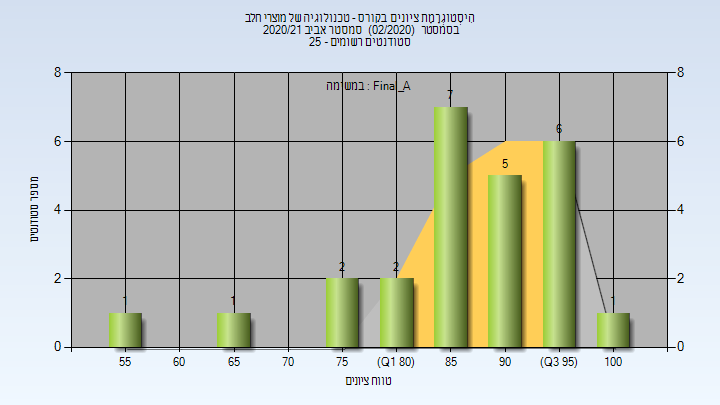 היסטוגרמת ציונים בקורס - טכנולוגיה של מוצרי חלב
בסמסטר (02/2020) סמסטר אביב 2020/21
סטודנטים רשומים - 25
במשימה : Final_A
מספר סטודנטים
8
6
4
2
0
8
6
4
2
0
1
1
2
2
7
5
6
1
55 60 65 70 75 (Q1 80) 85 90 (Q3 95) 100
טווח ציונים